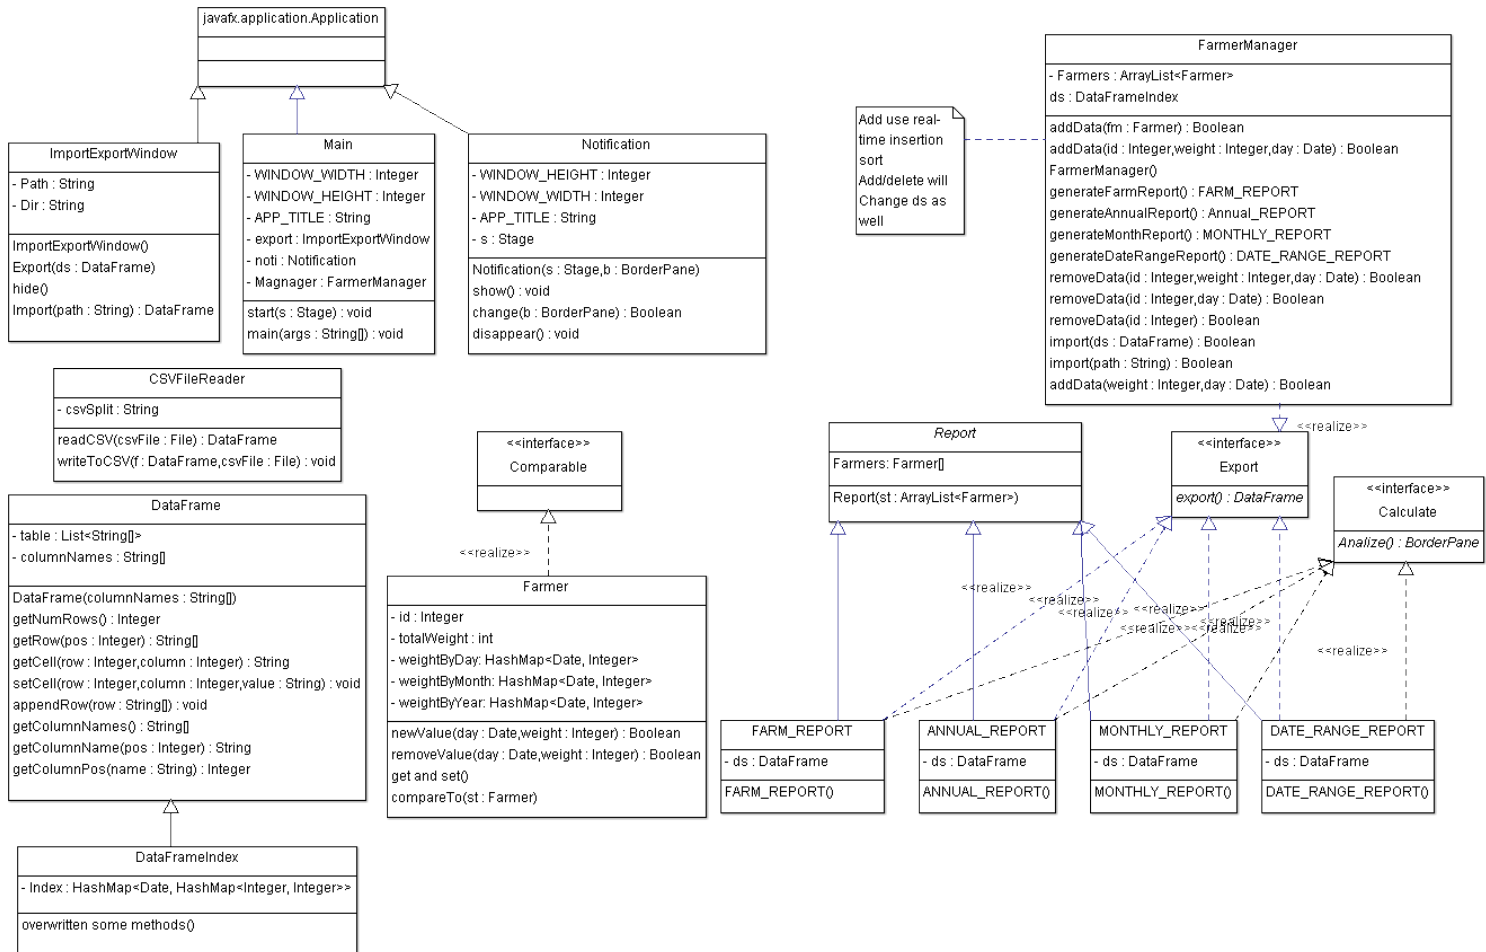 javafx.application.Application
ImportExportWindow
- Path : String
- Dir : String
ImportExportWindow()
Export(ds : DataFrame)
hide()
Import(path : String) : DataFrame
Main
- WINDOW_WIDTH : Integer
- WINDOW_HEIGHT : Integer
- APP_TITLE : String
- export : ImportExportWindow
- noti : Notification
- Magnager : FarmerManager
start(s : Stage) : void
main(args : String[]) : void
Notification
- WINDOW_HEIGHT : Integer
- WINDOW_WIDTH : Integer
- APP_TITLE : String
- s : Stage
Notification(s : Stage,b : BorderPane)
show() : void
change(b : BorderPane) : Boolean
disappear() : void
Add use real-
time insertion
sort
Add/delete will
Change ds as
well
FarmerManager
- Farmers : ArrayList<Farmer>
ds : DataFrameIndex
addData(fm : Farmer) : Boolean
addData(id : Integer,weight : Integer,day : Date) : Boolean
FarmerManager()
generateFarmReport() : FARM_REPORT
generateAnnualReport() : Annual_REPORT
generateMonthReport() : MONTHLY_REPORT
generateDateRangeReport() : DATE_RANGE_REPORT
removeData(id : Integer,weight : Integer,day : Date) : Boolean
removeData(id : Integer,day : Date) : Boolean
removeData(id : Integer) : Boolean
import(ds : DataFrame) : Boolean
import(path : String) : Boolean
addData(weight : Integer,day : Date) : Boolean
CSVFileReader
- csvSplit : String
readCSV(csvFile : File) : DataFrame
writeToCSV(f : DataFrame,csvFile : File) : void
<<interface>>
Comparable
<<realize>>
Report
Farmers: Farmer[]
Report(st : ArrayList<Farmer>)
<<realize>>
<<interface>>
Export
export() : DataFrame
<<interface>>
Calculate
Analize() : BorderPane
DataFrame
- table : List<String[]>
- columnNames : String[]
DataFrame(columnNames : String[])
getNumRows() : Integer
getRow(pos : Integer) : String[]
getCell(row : Integer,column : Integer) : String
setCell(row : Integer,column : Integer,value : String) : void
appendRow(row : String[]) : void
getColumnNames() : String[]
getColumnName(pos : Integer) : String
getColumnPos(name : String) : Integer
Farmer
- id : Integer
- totalWeight : int
- weightByDay: HashMap<Date, Integer>
- weightByMonth: HashMap<Date, Integer>
- weightByYear: HashMap<Date, Integer>
newValue(day : Date,weight : Integer) : Boolean
removeValue(day : Date,weight : Integer) : Boolean
get and set()
compareTo(st : Farmer)
<<realize>>
<<realize>>
<<realize>>
<<realize>>
<<realize>>
<<realize>>
<<realize>>
<<realize>>
FARM_REPORT
- ds : DataFrame
FARM_REPORT()
ANNUAL_REPORT
- ds : DataFrame
ANNUAL_REPORT()
MONTHLY_REPORT
- ds : DataFrame
MONTHLY_REPORT()
DATE_RANGE_REPORT
- ds : DataFrame
DATE_RANGE_REPORT()
DataFrameIndex
- Index : HashMap<Date, HashMap<Integer, Integer>>
overwritten some methods()